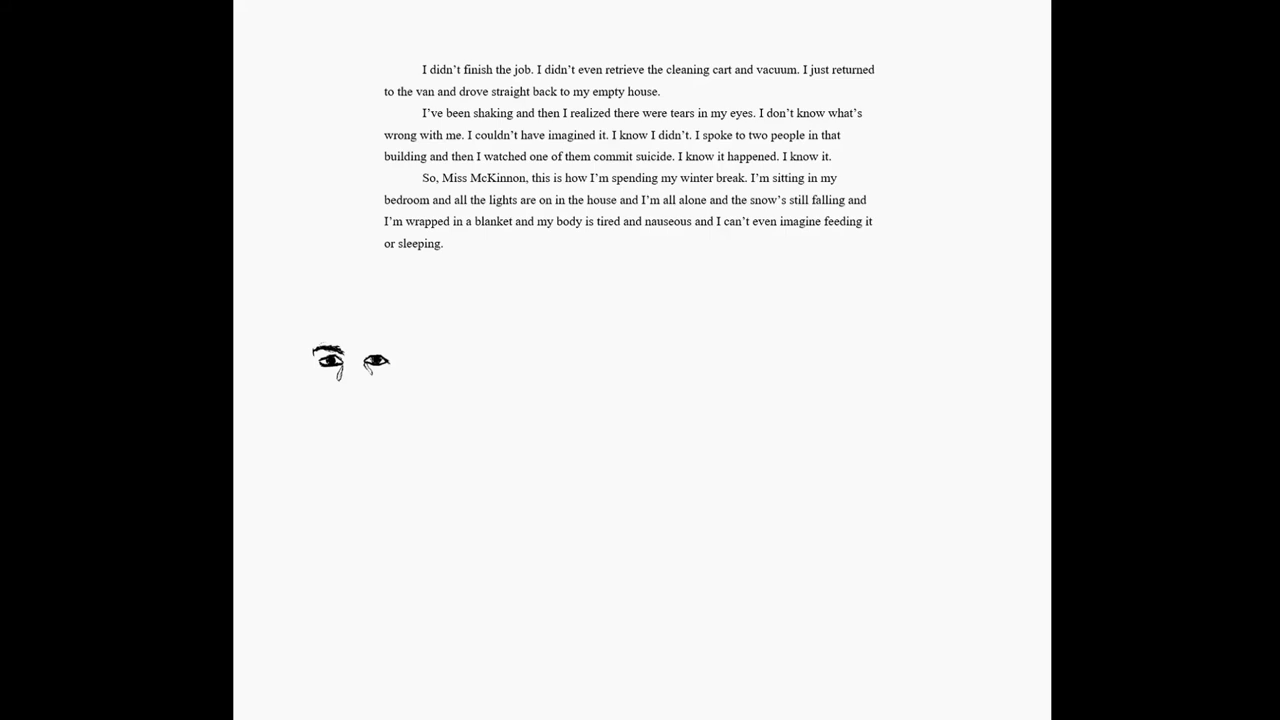 I didn’t finish the job. I didn’t even retrieve the cleaning cart and vacuum. I just returned
to the van and drove straight back to my empty house.
I’ve been shaking and then I realized there were tears in my eyes. I don’t know what’s
wrong with me. I couldn’t have imagined it. I know I didn’t. I spoke to two people in that
building and then I watched one of them commit suicide. I know it happened. I know it.
So, Miss McKinnon, this is how I’m spending my winter break. I’m sitting in my
bedroom and all the lights are on in the house and I’m all alone and the snow’s still falling and
I’m wrapped in a blanket and my body is tired and nauseous and I can’t even imagine feeding it
or sleeping.